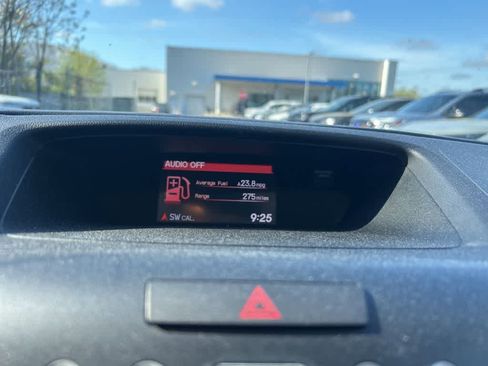 AUDIO OFF
Average Fuel A23.8mpg
Range 275miles
SW CAL. 9:25